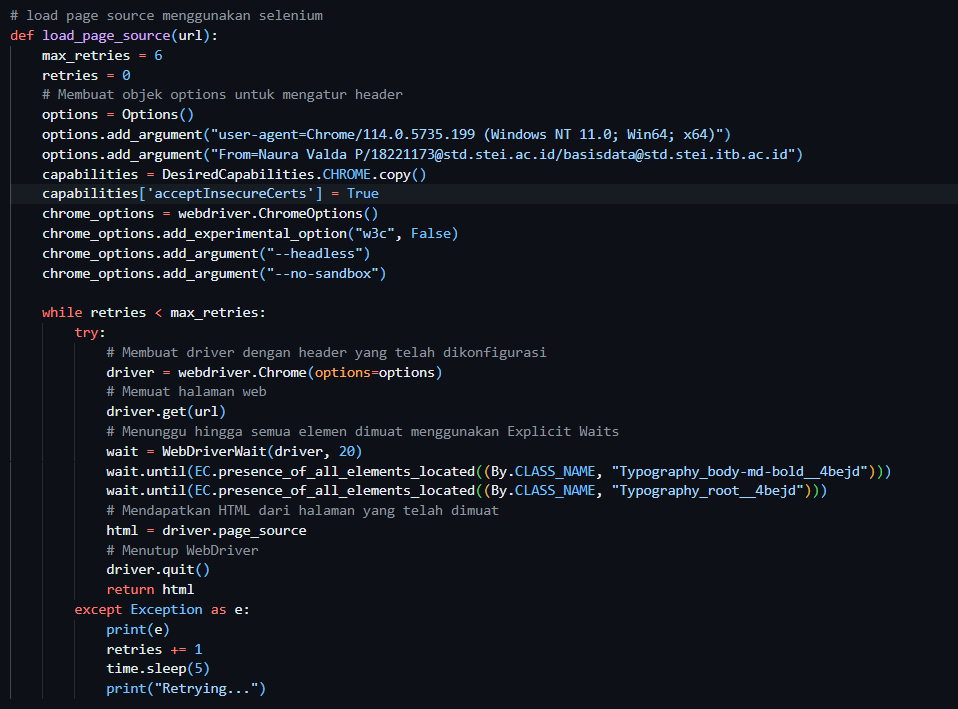 # load page source menggunakan selenium
def load_page_source(url):
    max_retries = 6
    retries = 0
    # Membuat objek options untuk mengatur header
    options = Options()
    options.add_argument("user-agent=Chrome/114.0.5735.199 (Windows NT 11.0; Win64; x64)")
    options.add_argument("From=Naura Valda P/18221173@std.stei.ac.id/basisdata@std.stei.itb.ac.id")
    capabilities = DesiredCapabilities.CHROME.copy()
    capabilities['acceptInsecureCerts'] = True
    chrome_options = webdriver.ChromeOptions()
    chrome_options.add_experimental_option("w3c", False)
    chrome_options.add_argument("--headless")
    chrome_options.add_argument("--no-sandbox")

    while retries < max_retries:
        try:
            # Membuat driver dengan header yang telah dikonfigurasi
            driver = webdriver.Chrome(options=options)
            # Memuat halaman web
            driver.get(url)
            # Menunggu hingga semua elemen dimuat menggunakan Explicit Waits
            wait = WebDriverWait(driver, 20)
            wait.until(EC.presence_of_all_elements_located((By.CLASS_NAME, "Typography_body-md-bold__4bejd")))
            wait.until(EC.presence_of_all_elements_located((By.CLASS_NAME, "Typography_root__4bejd")))
            # Mendapatkan HTML dari halaman yang telah dimuat
            html = driver.page_source
            # Menutup WebDriver
            driver.quit()
            return html
        except Exception as e:
            print(e)
            retries += 1
            time.sleep(5)
            print("Retrying...")